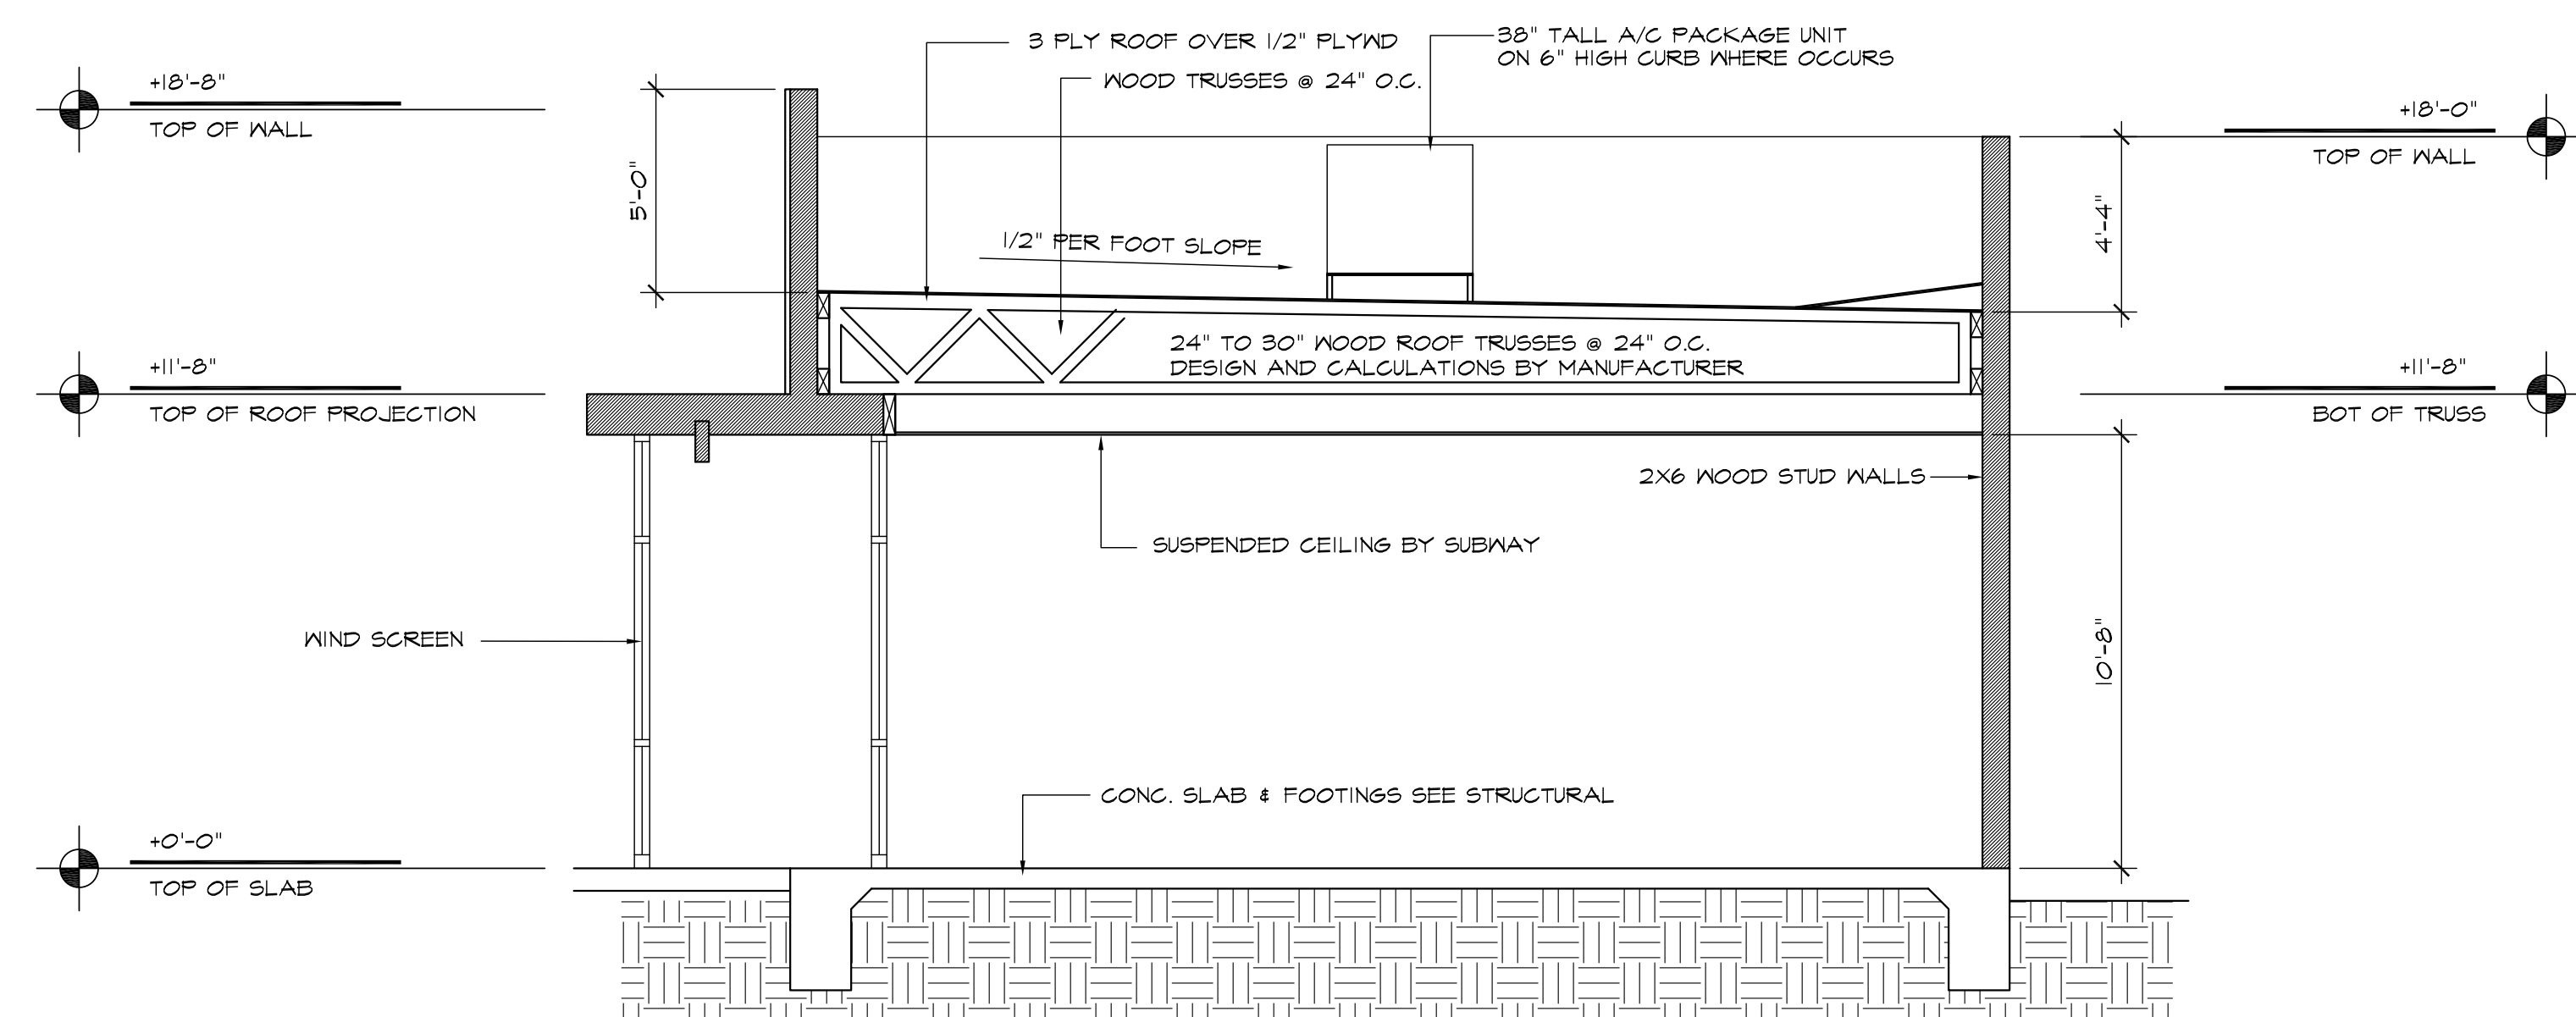 3 PLY ROOF OVER 1/2" PLYWD
38" TALL A/C PACKAGE UNIT
ON 6" HIGH CURB WHERE OCCURS
WOOD TRUSSES @ 24" O.C.
+18'-8"
TOP OF WALL
+18'-0"
TOP OF WALL
5'-0"
4'-4"
1/2" PER FOOT SLOPE
24" TO 30" WOOD ROOF TRUSSES @ 24" O.C.
DESIGN AND CALCULATIONS BY MANUFACTURER
+11'-8"
TOP OF ROOF PROJECTION
+11'-8"
BOT OF TRUSS
2X6 WOOD STUD WALLS
SUSPENDED CEILING BY SUBWAY
WIND SCREEN
10'-8"
CONC. SLAB & FOOTINGS SEE STRUCTURAL
+0'-0"
TOP OF SLAB